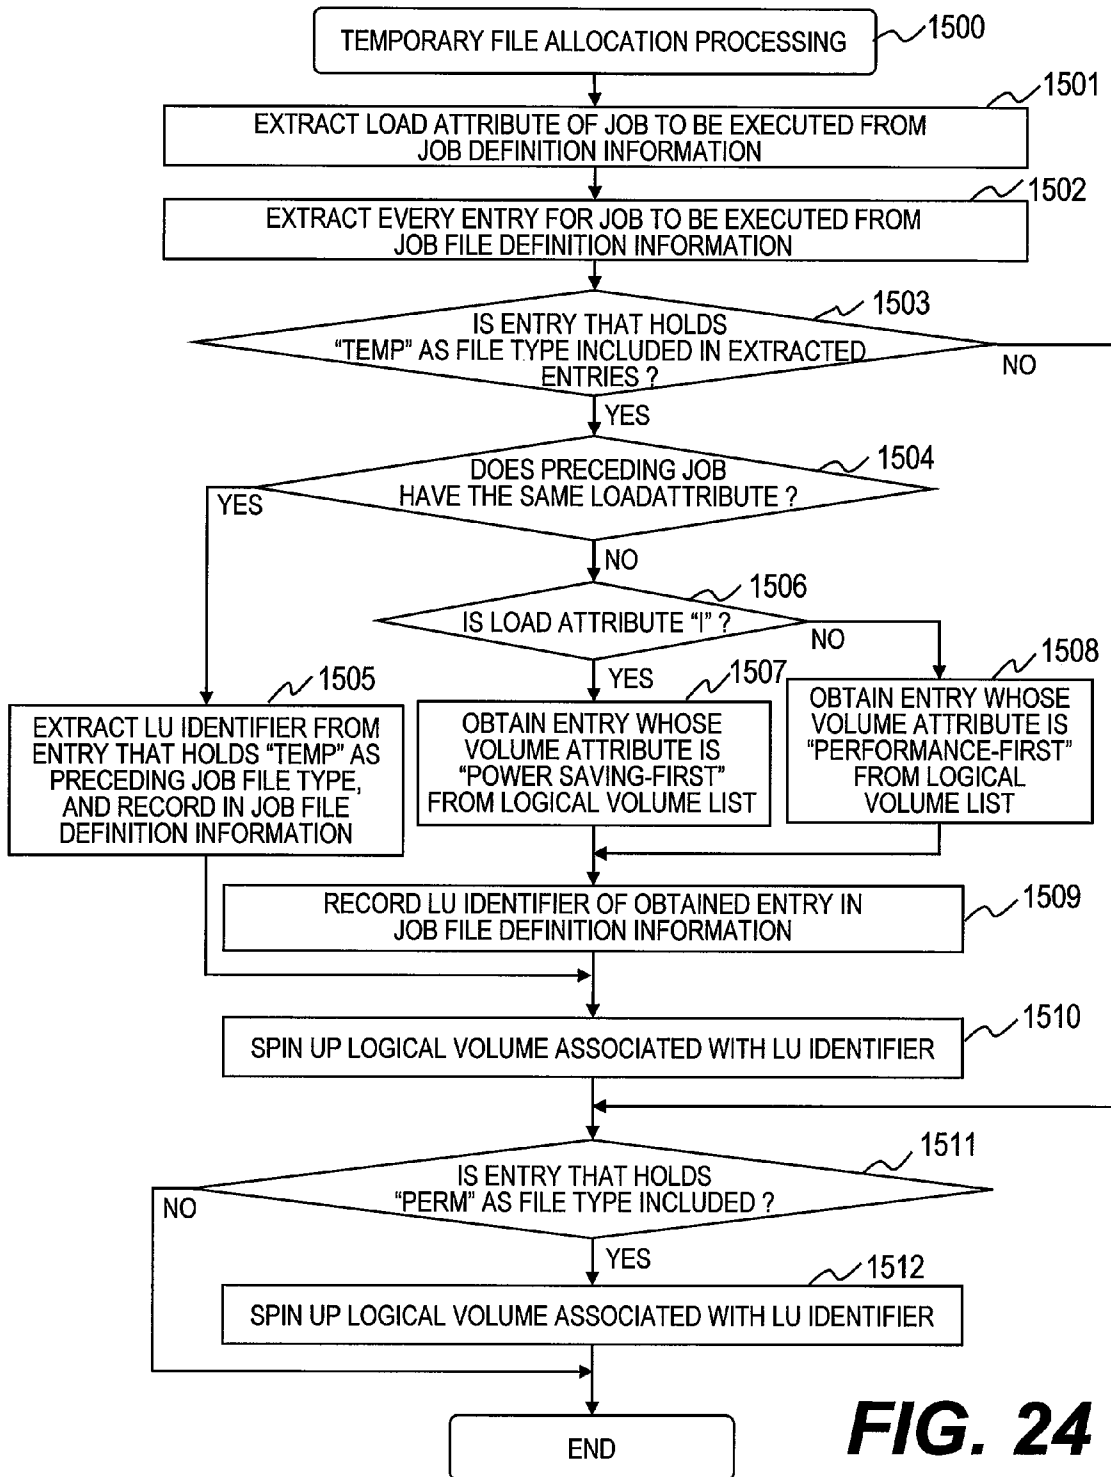 TEMPORARY FILE ALLOCATION PROCESSING
1500
1501
EXTRACT LOAD ATTRIBUTE OF JOB TO BE EXECUTED FROM
JOB DEFINITION INFORMATION
1502
EXTRACT EVERY ENTRY FOR JOB TO BE EXECUTED FROM
JOB FILE DEFINITION INFORMATION
1503
IS ENTRY THAT HOLDS
“TEMP” AS FILE TYPE INCLUDED IN EXTRACTED
ENTRIES ?
NO
YES
1504
DOES PRECEDING JOB
HAVE THE SAME LOADATTRIBUTE ?
YES
NO
1506
IS LOAD ATTRIBUTE “I” ?
NO
YES
1505
EXTRACT LU IDENTIFIER FROM
ENTRY THAT HOLDS “TEMP” AS
PRECEDING JOB FILE TYPE,
AND RECORD IN JOB FILE
DEFINITION INFORMATION
1507
OBTAIN ENTRY WHOSE
VOLUME ATTRIBUTE IS
“POWER SAVING-FIRST”
FROM LOGICAL VOLUME LIST
1508
OBTAIN ENTRY WHOSE
VOLUME ATTRIBUTE IS
“PERFORMANCE-FIRST”
FROM LOGICAL
VOLUME LIST
RECORD LU IDENTIFIER OF OBTAINED ENTRY IN
JOB FILE DEFINITION INFORMATION
1509
1510
SPIN UP LOGICAL VOLUME ASSOCIATED WITH LU IDENTIFIER
1511
IS ENTRY THAT HOLDS
“PERM” AS FILE TYPE INCLUDED ?
NO
YES
1512
SPIN UP LOGICAL VOLUME ASSOCIATED WITH LU IDENTIFIER
END
FIG. 24